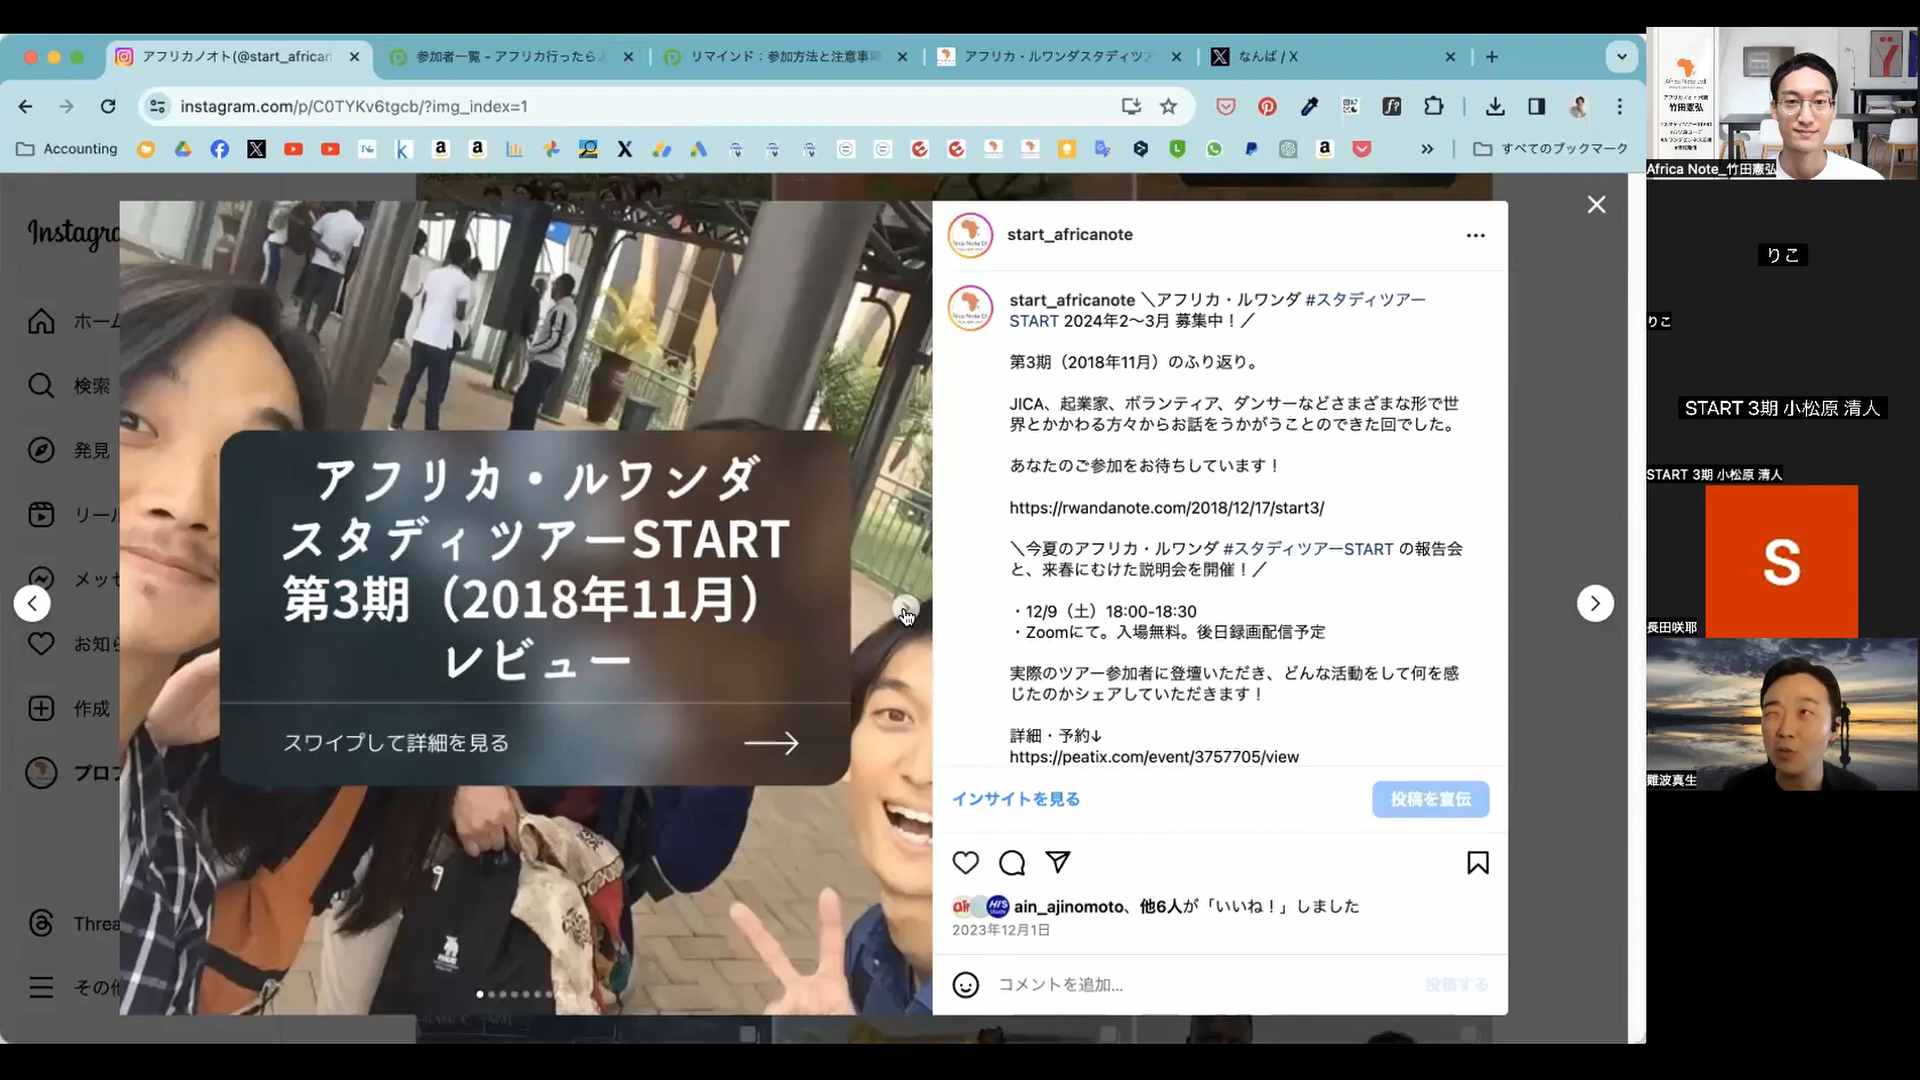 アフリカノオト(@start_african
参加者一覧 - アフリカ行ったら
リマインド：参加方法と注意事
アフリカ・ルワンダスタディツ
なんば / X
instagram.com/p/C0TYKv6tgcb/?img_index=1
Accounting
すべてのブックマーク
Instagra
ホーム
検索
発見
リール
メッセ
お知ら
作成
プロフ
Threa
その他
アフリカ・ルワンダ
スタディツアーSTART
第3期（2018年11月）
レビュー
スワイプして詳細を見る
start_africanote
start_africanote ＼アフリカ・ルワンダ #スタディツアー
START 2024年2〜3月 募集中！／
第3期（2018年11月）のふり返り。
JICA、起業家、ボランティア、ダンサーなどさまざまな形で世
界とかかわる方々からお話をうかがうことのできた回でした。
あなたのご参加をお待ちしています！
https://rwandanote.com/2018/12/17/start3/
＼今夏のアフリカ・ルワンダ #スタディツアーSTART の報告会
と、来春にむけた説明会を開催！／
・12/9（土）18:00-18:30
・Zoomにて。入場無料。後日録画配信予定
実際のツアー参加者に登壇いただき、どんな活動をして何を感
じたのかシェアしていただきます！
詳細・予約↓
https://peatix.com/event/3757705/view
インサイトを見る
投稿を宣伝
ain_ajinomoto、他6人が「いいね！」しました
2023年12月1日
コメントを追加...
投稿する
Africa Note Ltd.
竹田憲弘
Africa Note_竹田憲弘
りこ
りこ
START 3期 小松原 清人
START 3期 小松原 清人
S
長田咲耶
難波真生